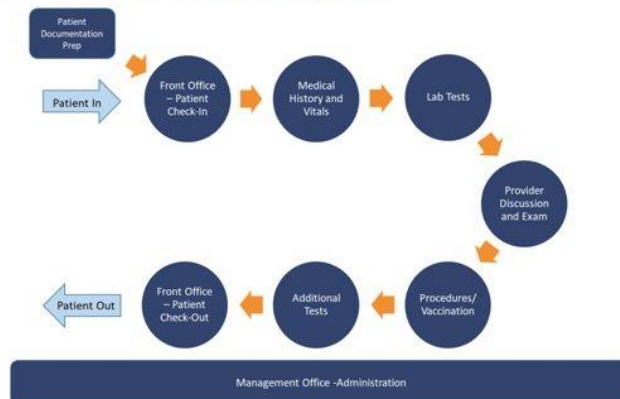 Patient
Documentation
Prep
Patient In
Front Office
– Patient
Check-In
Medical
History and
Vitals
Lab Tests
Provider
Discussion
and Exam
Procedures/
Vaccination
Additional
Tests
Front Office
– Patient
Check-Out
Patient Out
Management Office -Administration